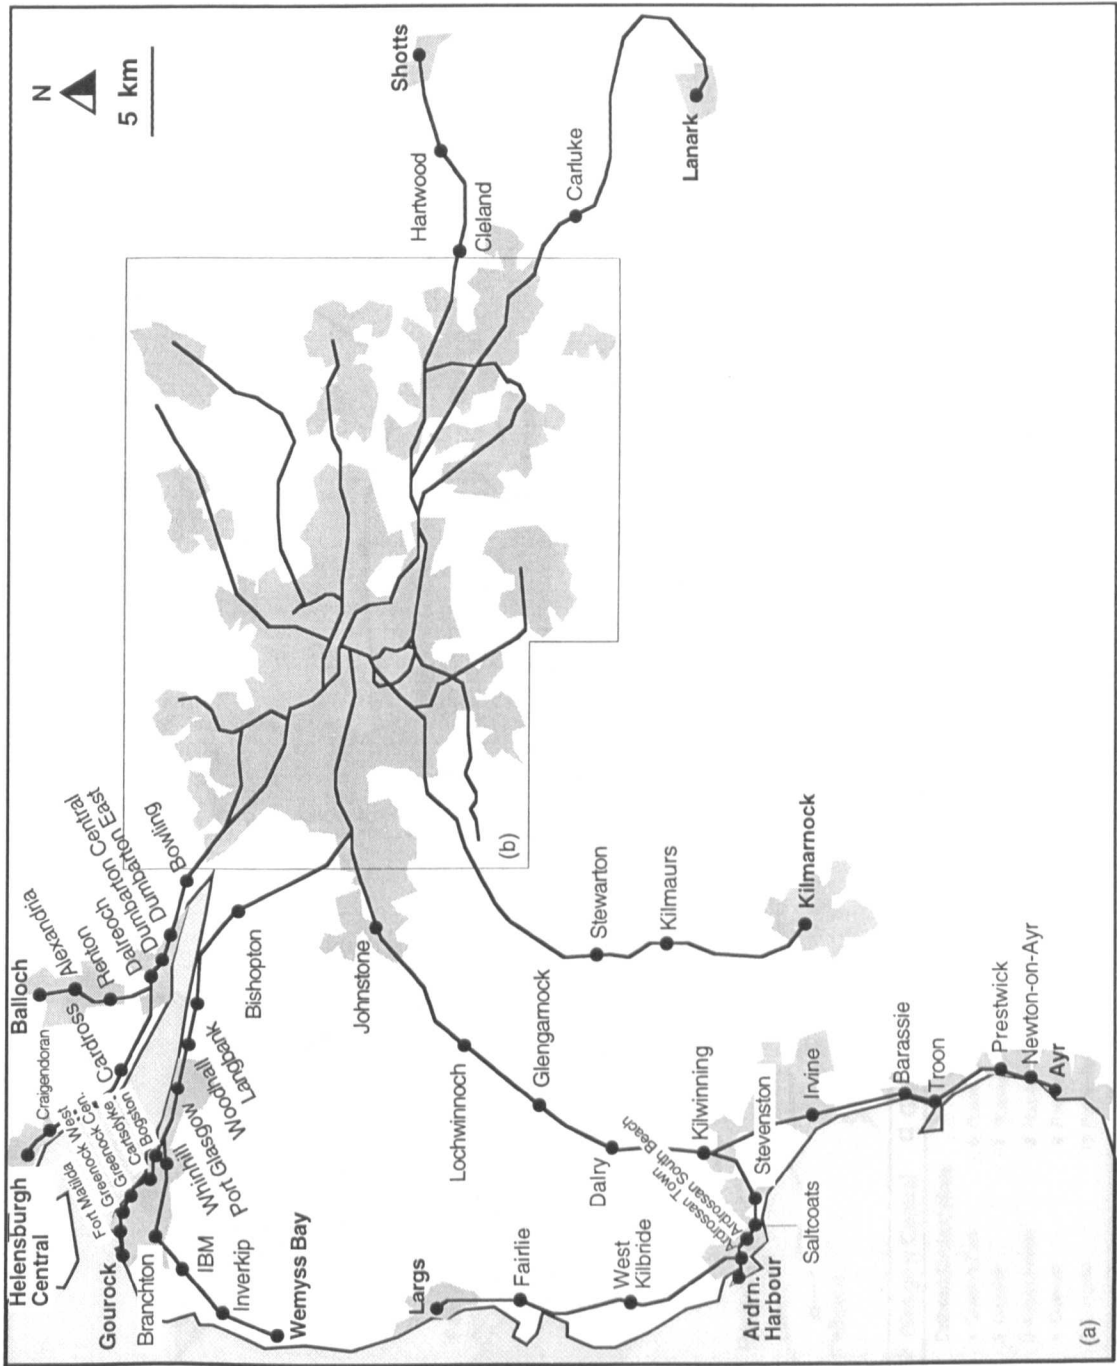 N
5 km
Shotts
Hartwood
Cleland
Carluke
Lanark
(b)
Balloch
Alexandria
Renton
Dalreoch
Dumbarton Central
Dumbarton East
Bowling
Cardross
Craigendoran
Helensburgh
Central
Fort Matilda
Greenock West
Greenock Cen.
Cartsdyke
Bogston
Whinhill
Port Glasgow
Woodhall
Langbank
Bishopton
Gourock
Branchton
IBM
Inverkip
Wemyss Bay
Johnstone
Lochwinnoch
Glengarnock
Dalry
Kilwinning
Stewarton
Kilmaurs
Kilmarnock
Largs
Fairlie
West
Kilbride
Ardrossan Town
Ardrossan South Beach
Ardrn.
Harbour
Saltcoats
Stevenston
Irvine
Barassie
Troon
Prestwick
Newton-on-Ayr
Ayr
(a)